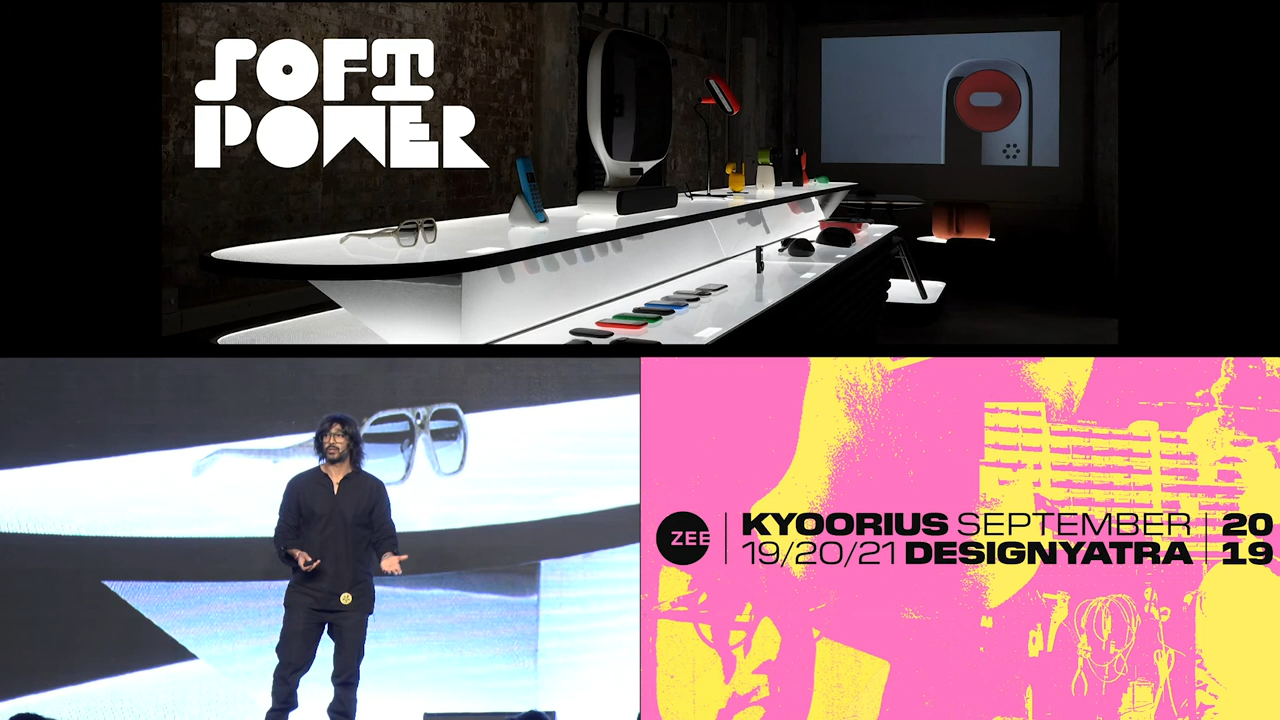 SOFT
POWER
ZEE
KYOORIUS SEPTEMBER
19/20/21 DESIGNYATRA
20
19